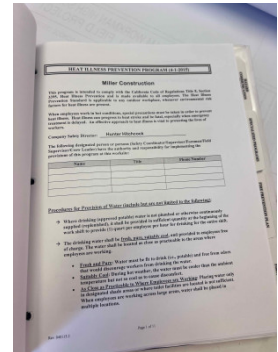 HEAT ILLNESS PREVENTION PROGRAM (4-1-2019)
Miller Construction
This program is intended to comply with the California Code of Regulations Title 8, Section
3395, Heat Illness Prevention and is made available to all employees. The Heat Illness
Prevention Standard is applicable to any outdoor workplace, whenever environmental risk
factors for heat illness are present.
When employees work in hot conditions, special precautions must be taken in order to prevent
heat illness. Heat illness can progress to heat stroke and be fatal, especially when emergency
treatment is delayed. An effective approach to heat illness is vital to protecting the lives of
workers.
Company Safety Director: Hunter
The following designated person or persons (Safety Coordinator/Supervisor/Foreman/Field
Supervisor/Crew Leader) have the authority and responsibility for implementing the
provisions of this program at this worksite:
Name Title Phone Number
Procedures for Provision of Water (include but are not limited to the following)
Where drinking (approved potable) water is not plumbed or otherwise continuously
supplied (replenished), it shall be provided in sufficient quantity at the beginning of the
work shift to provide (1) quart per employee per hour for drinking for the entire shift.
The drinking water shall be fresh, pure, suitably cool, and provided to employees free
of charge. The water shall be located as close as practicable to the areas where
employees are working.
Fresh and Pure: Water must be fit to drink (i.e., potable) and free from odors
that would discourage workers from drinking the water.
Suitably Cool: During hot weather, the water must be cooler than the ambient
temperature but not so cool as to cause discomfort.
As Close as Practicable to Where Employees are Working: Placing water only
in designated shade areas or where toilet facilities are located is not sufficient.
When employees are working across large areas, water shall be placed in
multiple locations.